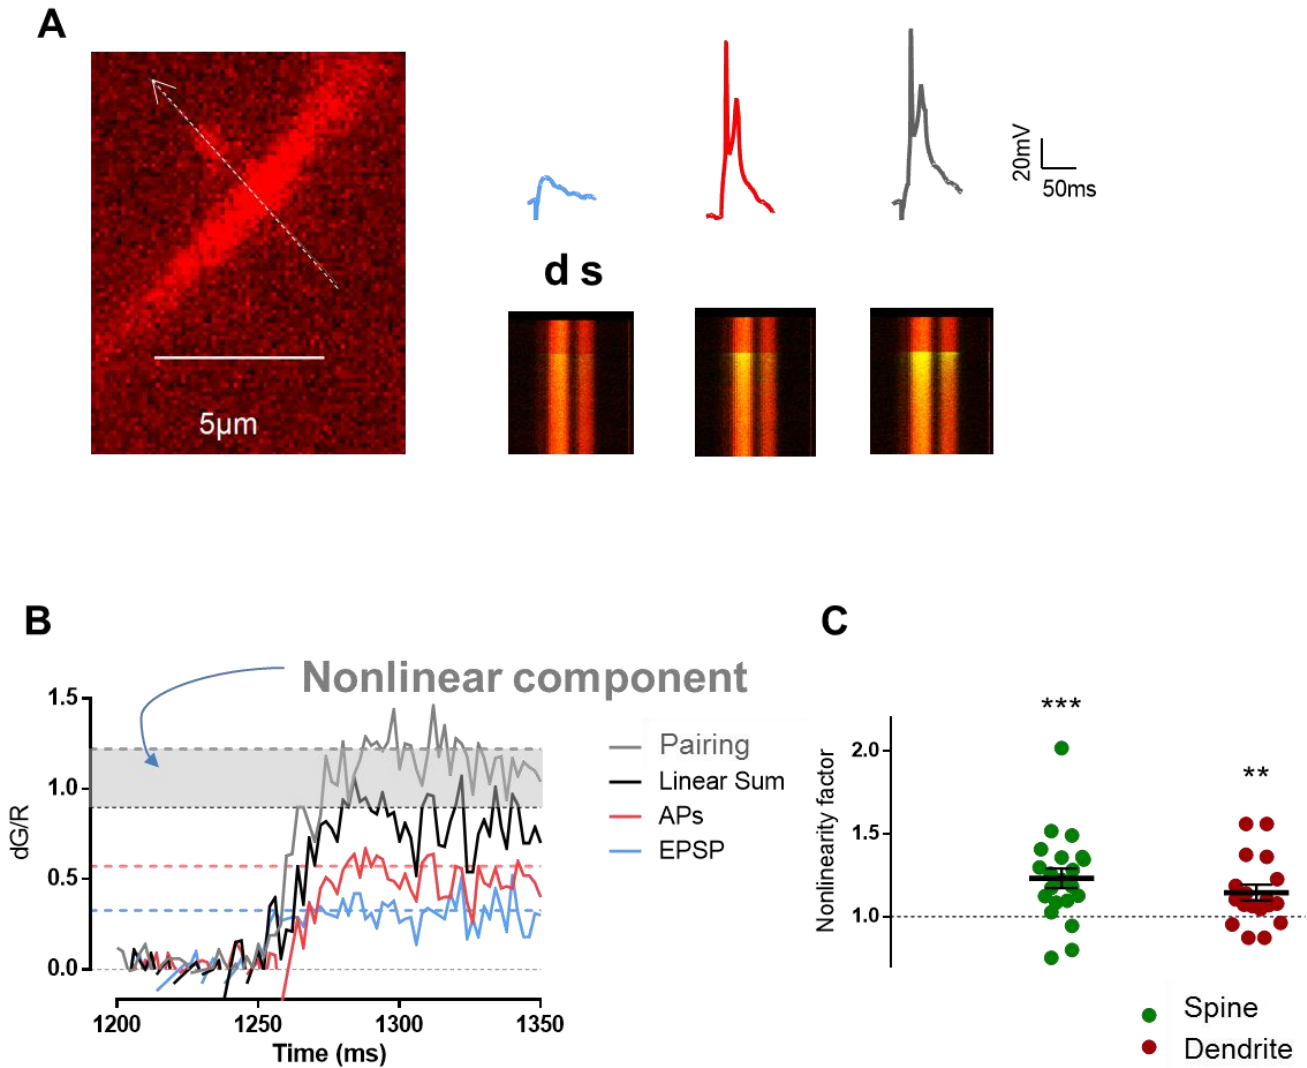 A
20mV
50ms
d s
5µm
B
C
Nonlinear component
1.5
1.0
0.5
0.0
dG/R
1200
1250
1300
1350
Time (ms)
Pairing
Linear Sum
APs
EPSP
***
**
2.0
1.5
1.0
Nonlinearity factor
Spine
Dendrite